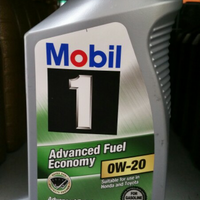 Mobil
1
Advanced Fuel
Economy
0W-20
Suitable for use in
Honda and Toyota